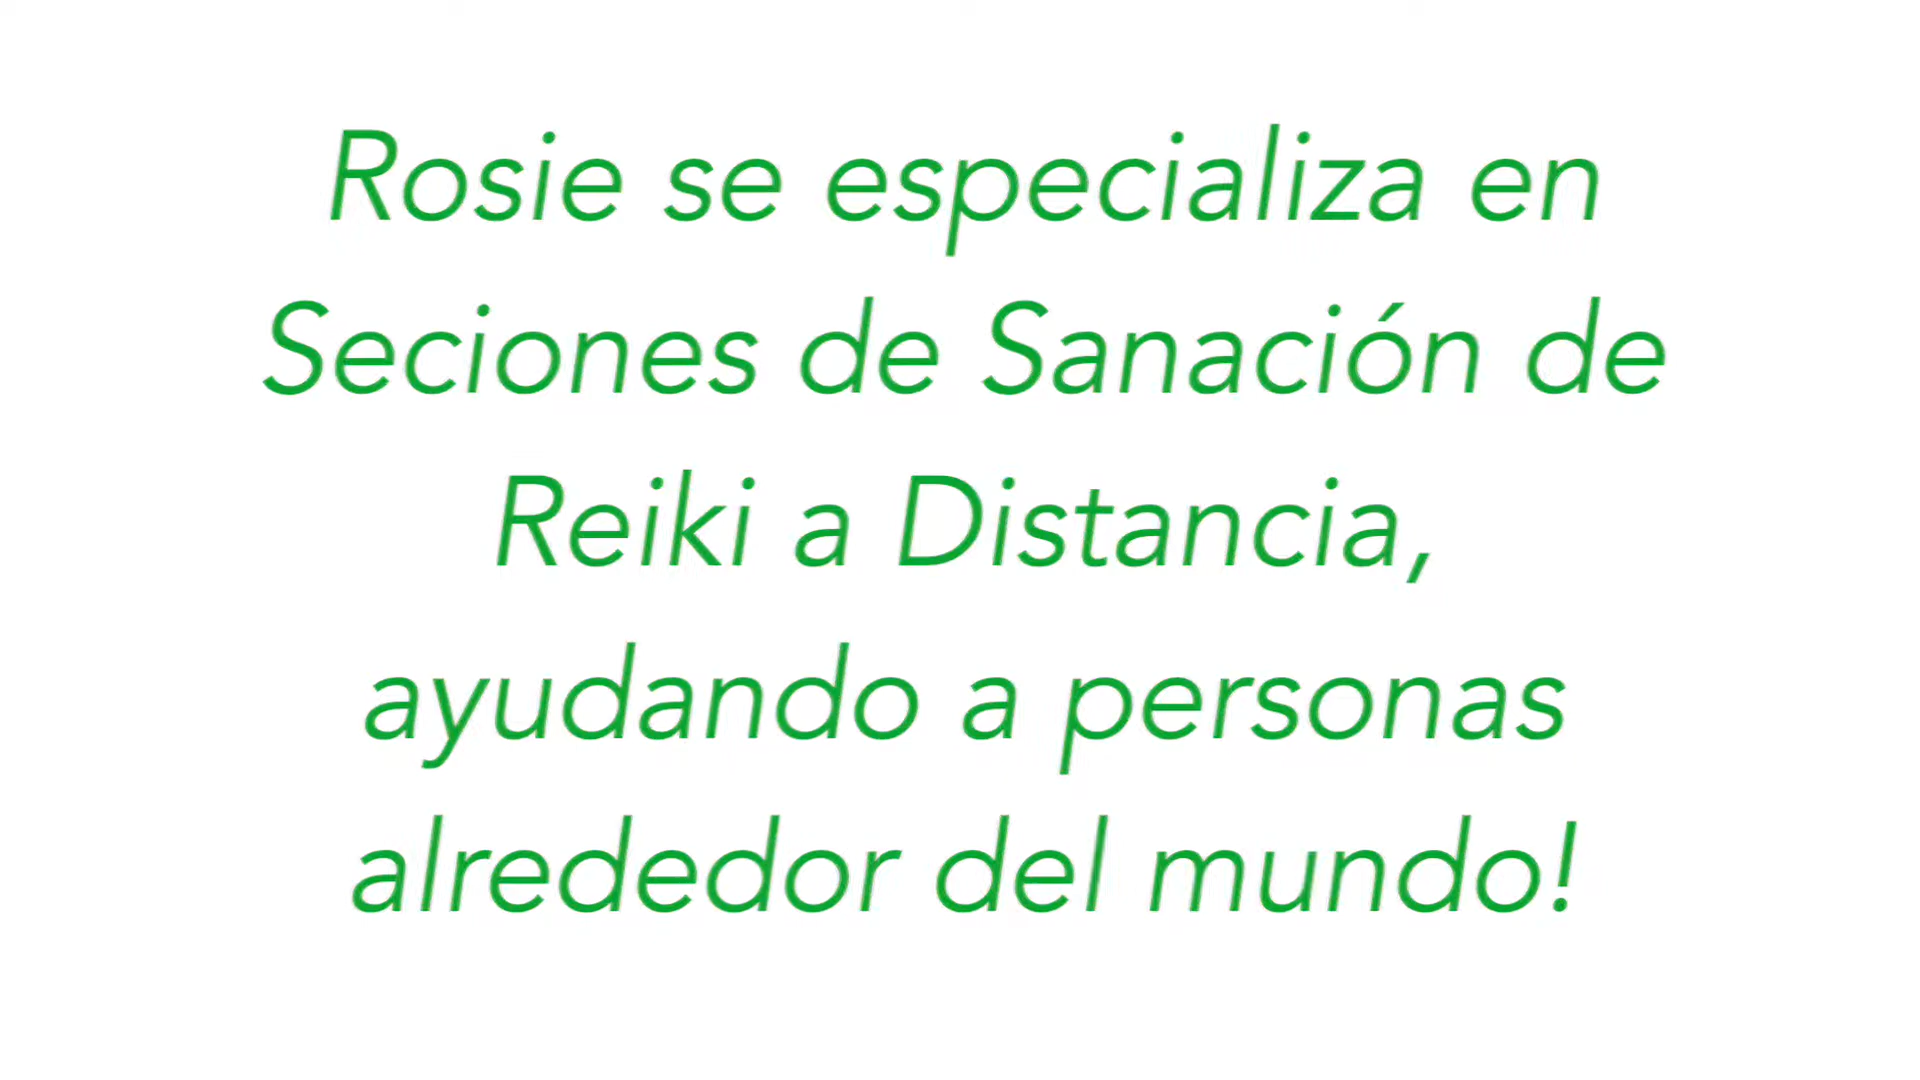 Rosie se especializa en
Seciones de Sanación de
Reiki a Distancia,
ayudando a personas
alrededor del mundo!